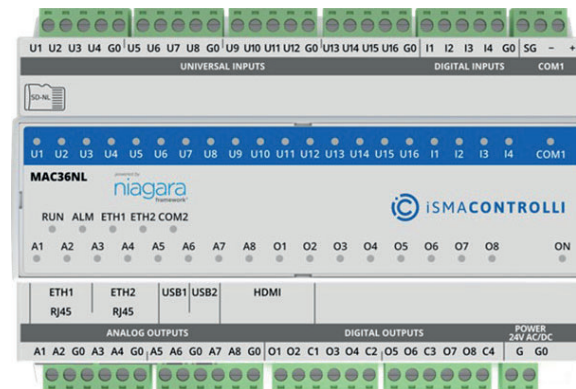 U1 U2 U3 U4 G0 U5 U6 U7 U8 G0 U9 U10 U11 U12 G0 U13 U14 U15 U16 G0 I1 I2 I3 I4 G0 SG - +
UNIVERSAL INPUTS DIGITAL INPUTS COM1
SD-NL
U1 U2 U3 U4 U5 U6 U7 U8 U9 U10 U11 U12 U13 U14 U15 U16 I1 I2 I3 I4 COM1
MAC36NL
powered by
niagara
framework®
iSMACONTROLLI
RUN ALM ETH1 ETH2 COM2
A1 A2 A3 A4 A5 A6 A7 A8 O1 O2 O3 O4 O5 O6 O7 O8 ON
ETH1 ETH2 USB1 USB2 HDMI
RJ45 RJ45
ANALOG OUTPUTS DIGITAL OUTPUTS POWER
24V AC/DC
A1 A2 G0 A3 A4 G0 A5 A6 G0 A7 A8 G0 O1 O2 C1 O3 O4 C2 O5 O6 C3 O7 O8 C4 G G0